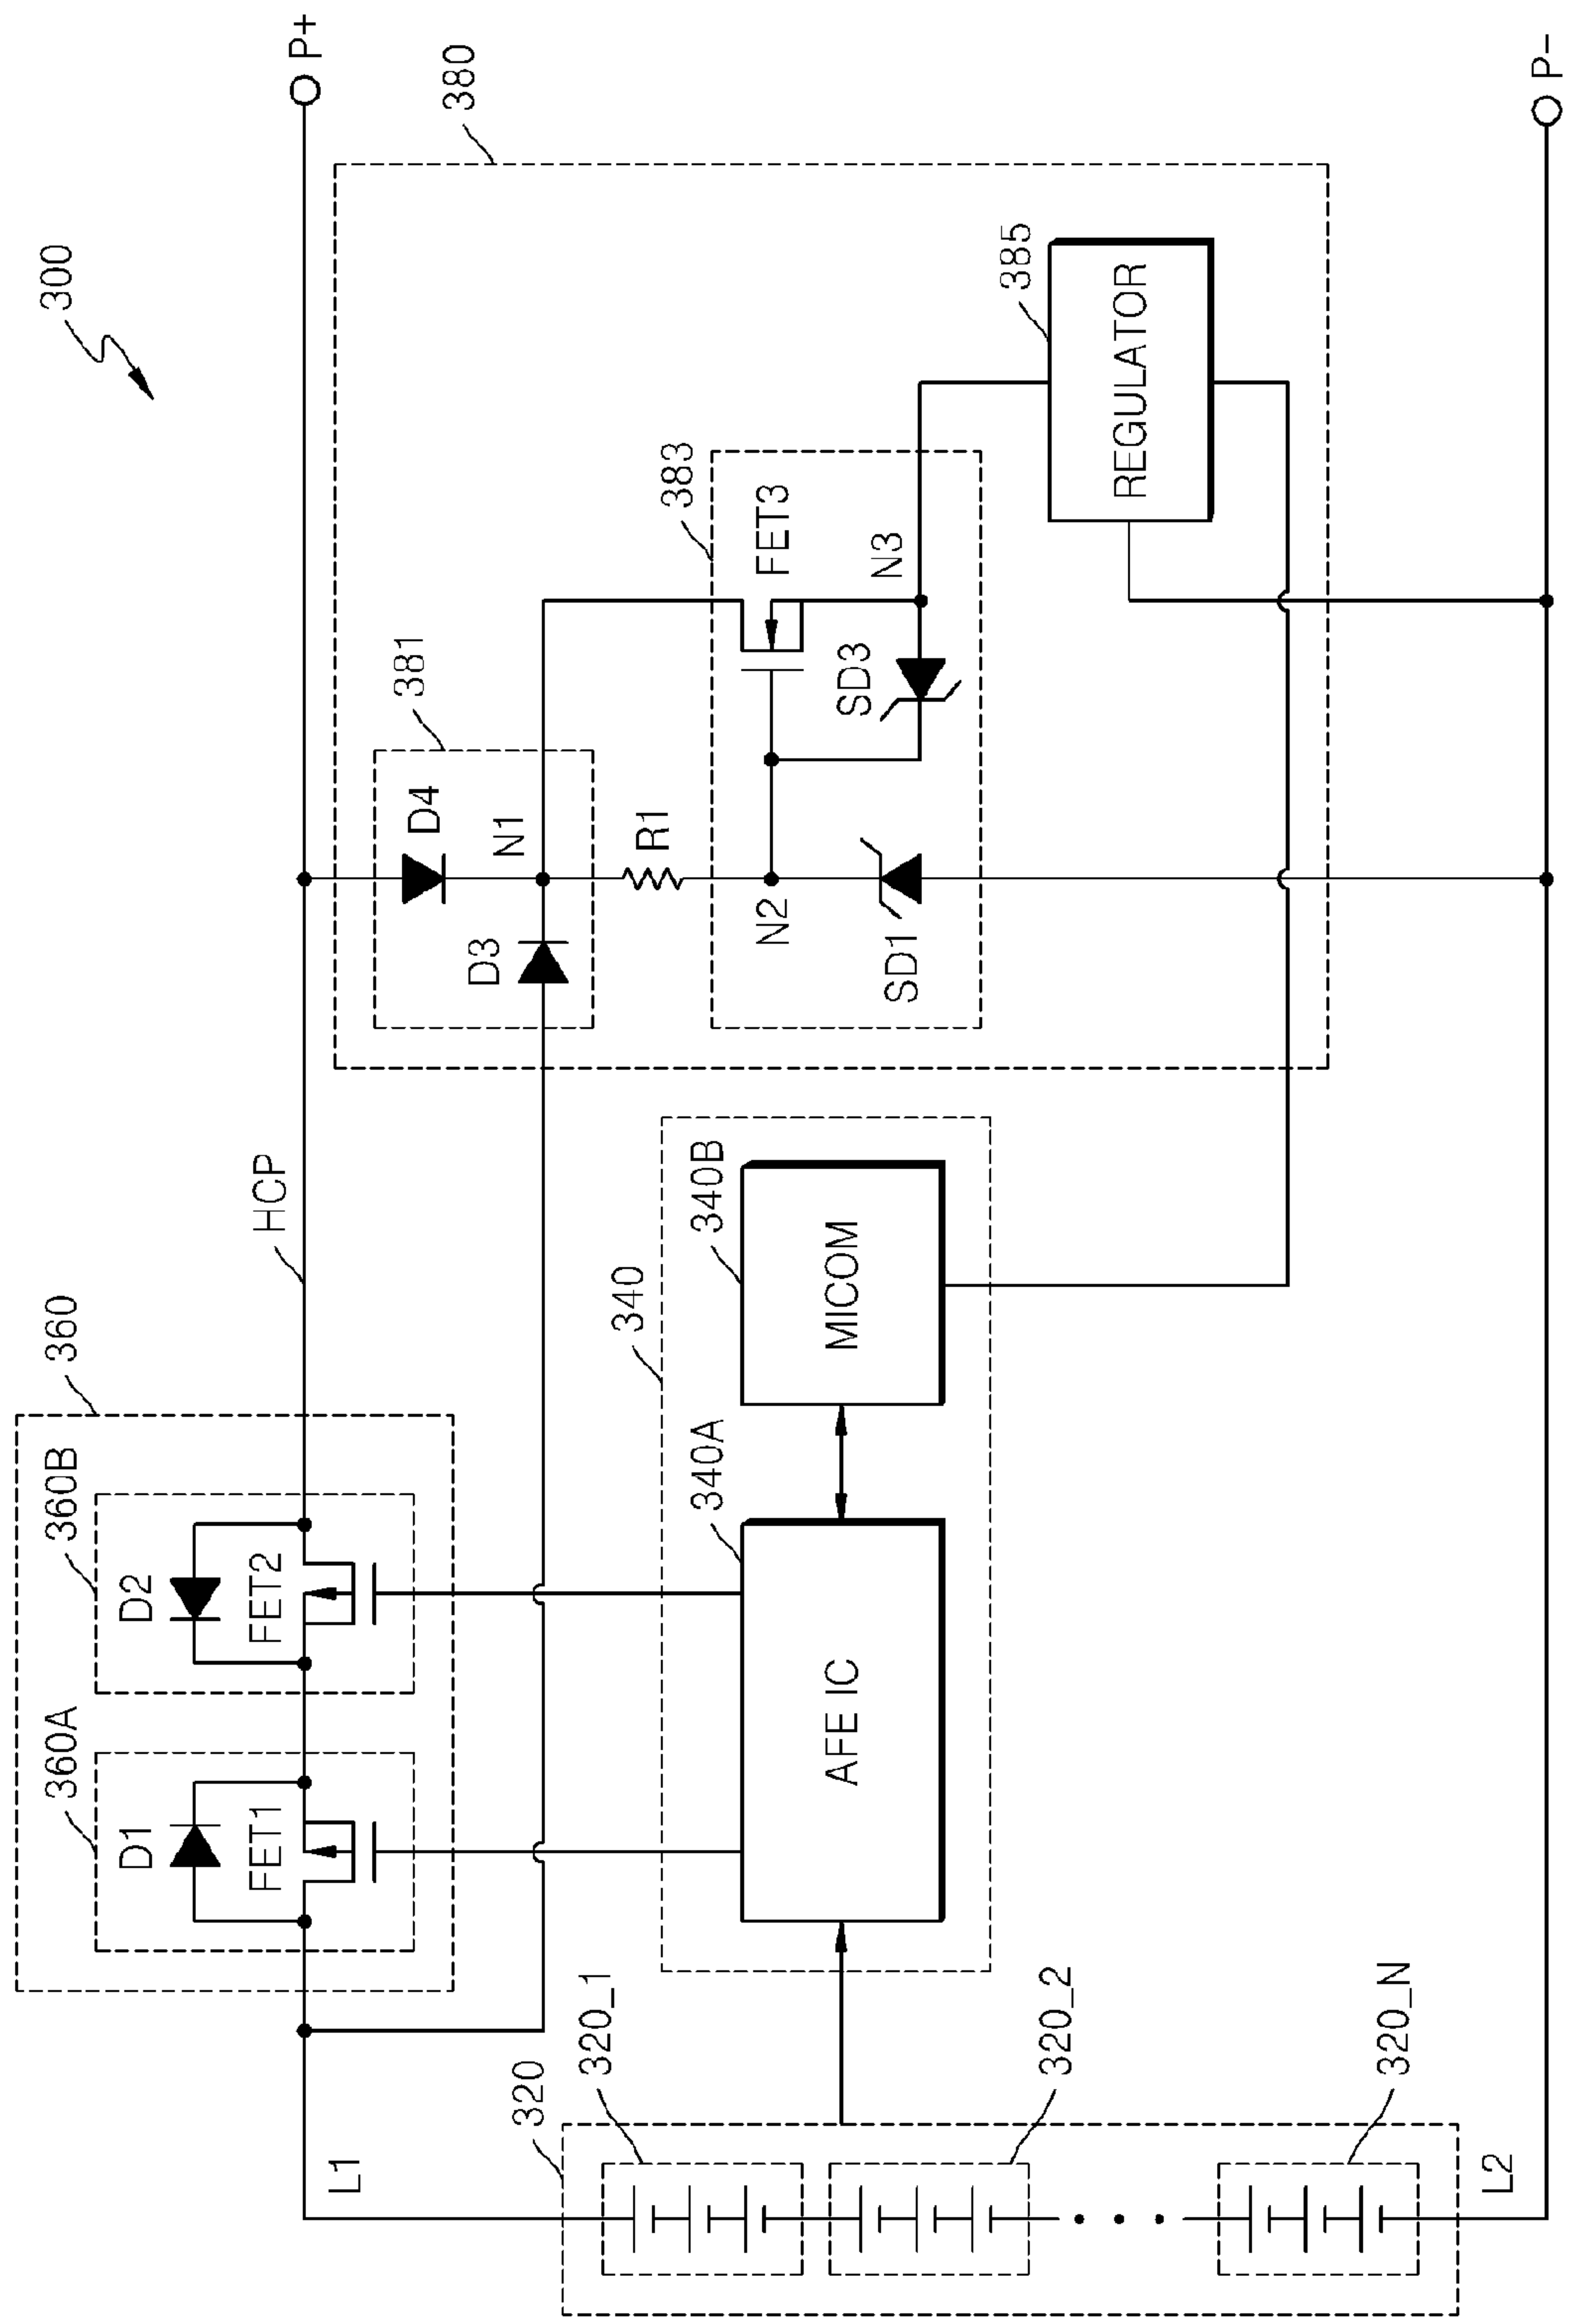 300
360
360A
360B
D1
D2
FET1
FET2
HCP
P+
L1
320
320_1
320_2
320_N
L2
340
340A
340B
AFE IC
MICOM
380
381
D4
D3
N1
R1
383
FET3
N2
N3
SD3
SD1
385
REGULATOR
P-